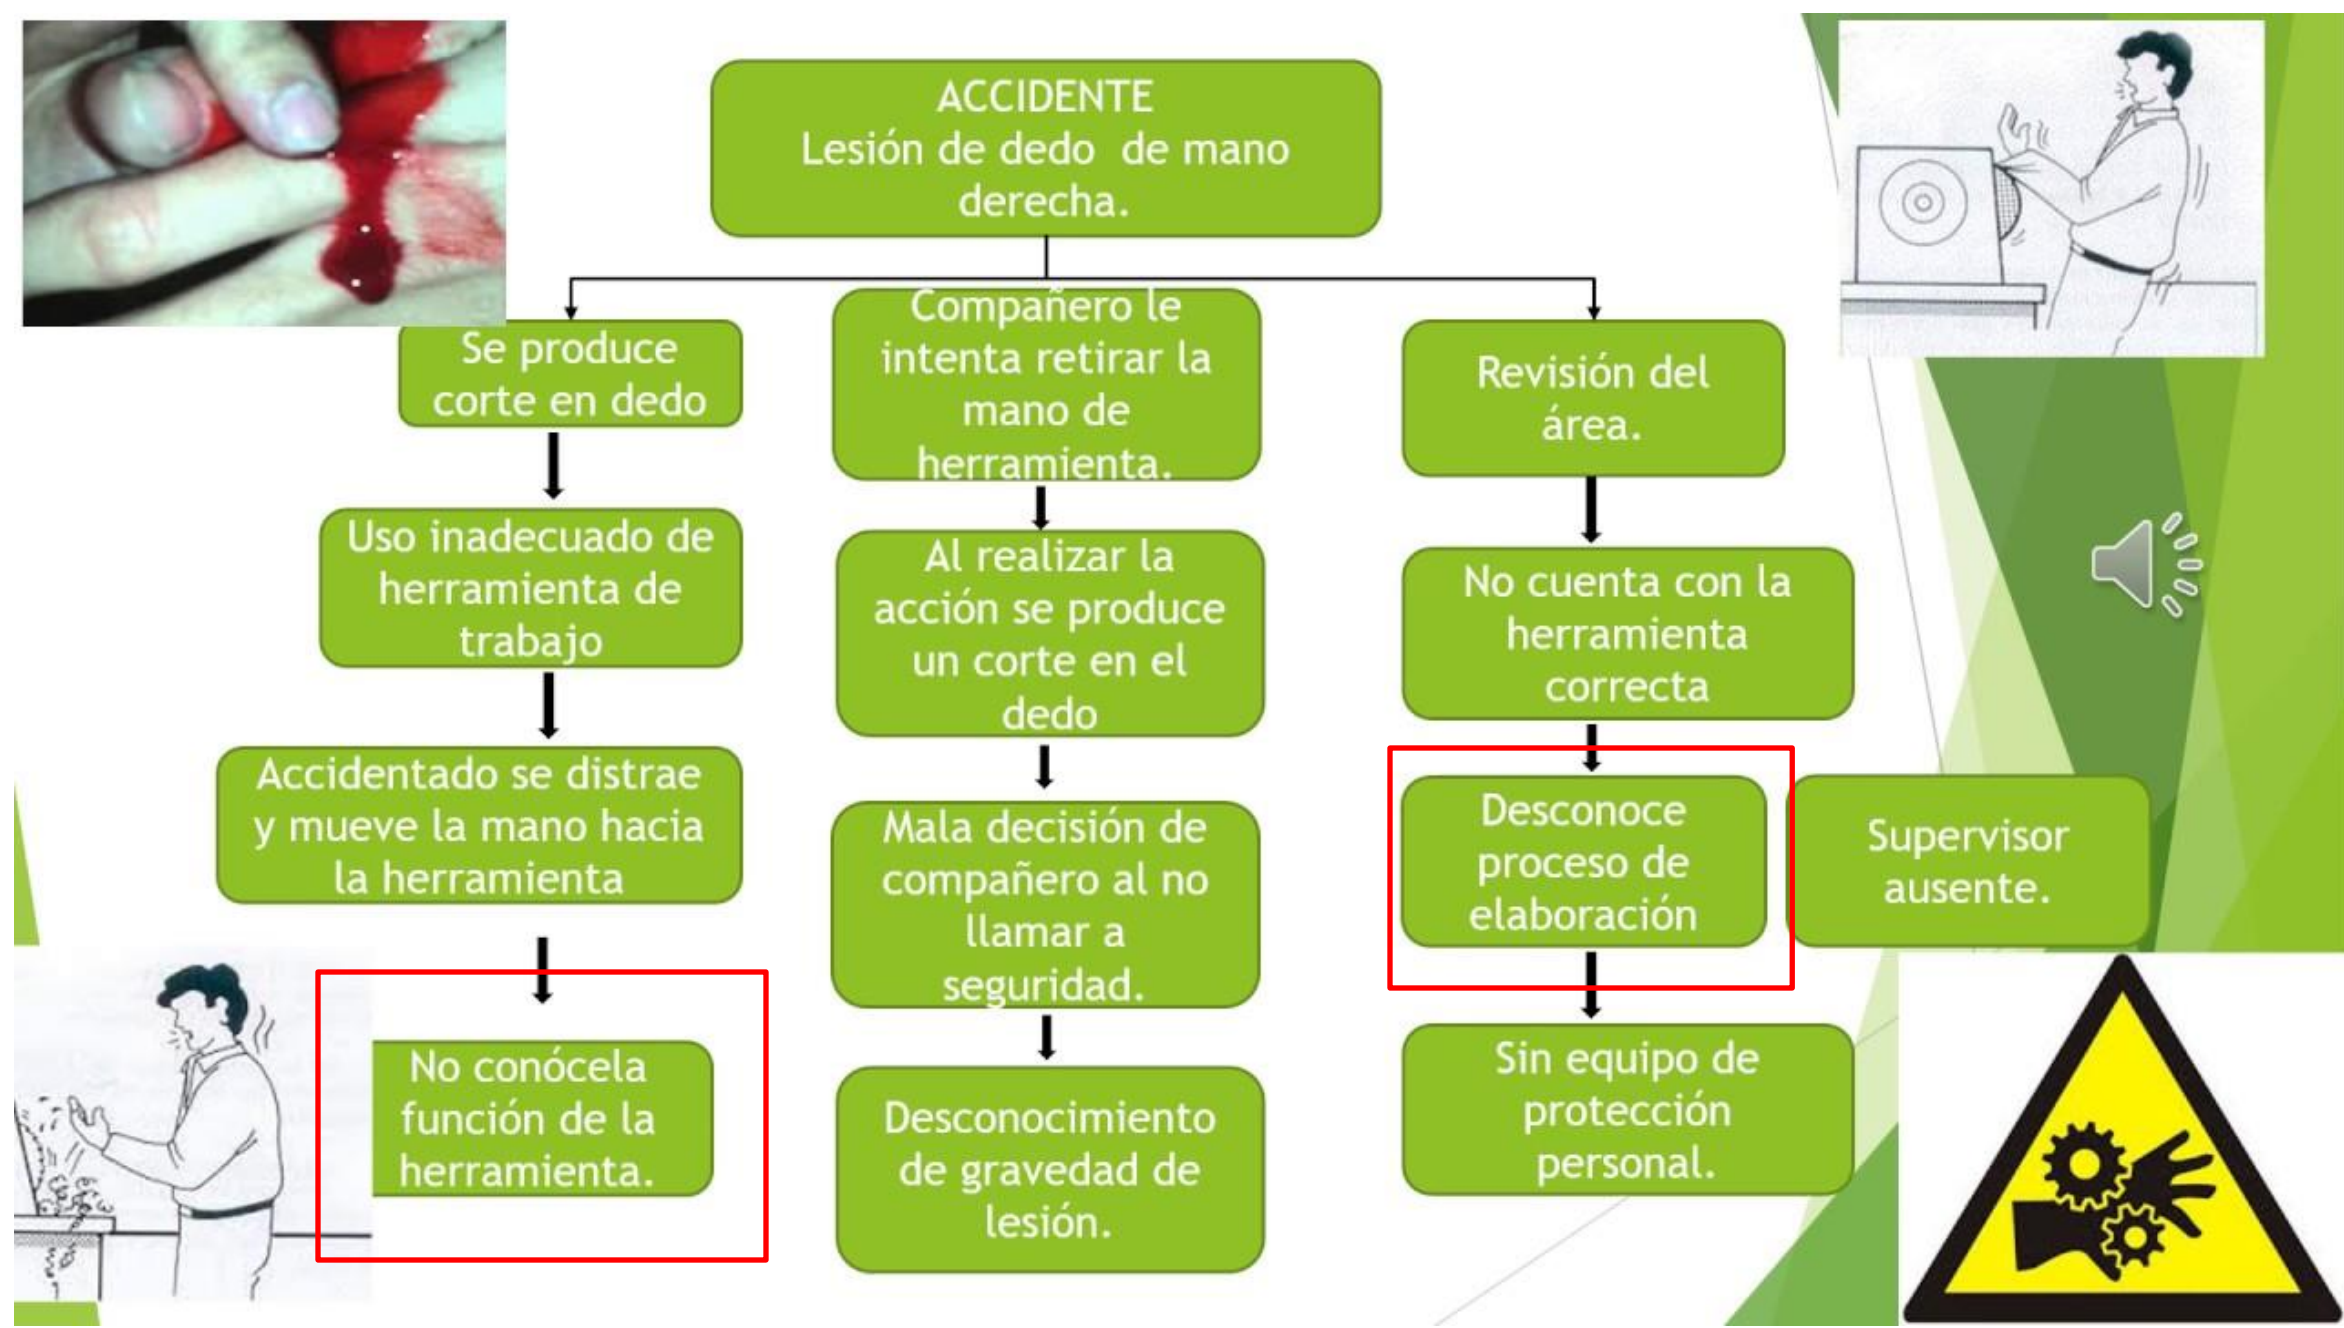 ACCIDENTE
Lesión de dedo de mano
derecha.
Se produce
corte en dedo
Uso inadecuado de
herramienta de
trabajo
Accidentado se distrae
y mueve la mano hacia
la herramienta
No conócela
función de la
herramienta.
Compañero le
intenta retirar la
mano de
herramienta.
Al realizar la
acción se produce
un corte en el
dedo
Mala decisión de
compañero al no
llamar a
seguridad.
Desconocimiento
de gravedad de
lesión.
Revisión del
área.
No cuenta con la
herramienta
correcta
Desconoce
proceso de
elaboración
Supervisor
ausente.
Sin equipo de
protección
personal.